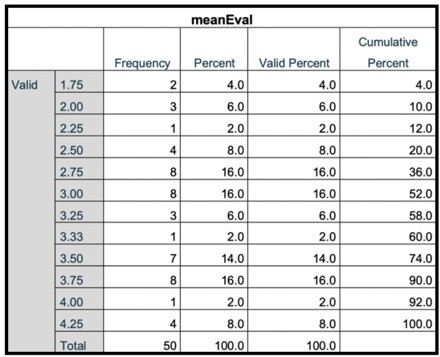 meanEval
Frequency Percent Valid Percent Cumulative Percent
Valid 1.75 2 4.0 4.0 4.0
2.00 3 6.0 6.0 10.0
2.25 1 2.0 2.0 12.0
2.50 4 8.0 8.0 20.0
2.75 8 16.0 16.0 36.0
3.00 8 16.0 16.0 52.0
3.25 3 6.0 6.0 58.0
3.33 1 2.0 2.0 60.0
3.50 7 14.0 14.0 74.0
3.75 8 16.0 16.0 90.0
4.00 1 2.0 2.0 92.0
4.25 4 8.0 8.0 100.0
Total 50 100.0 100.0